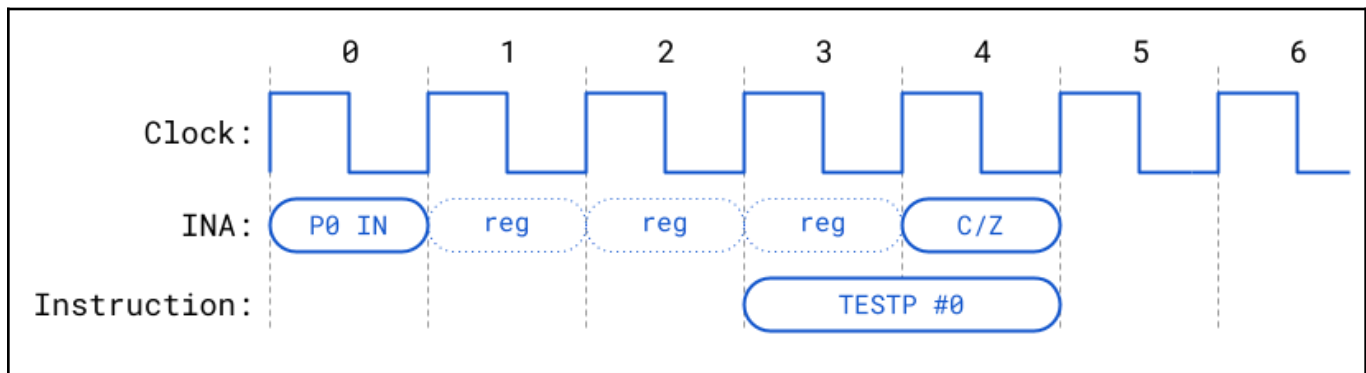 0 1 2 3 4 5 6
Clock:
INA: P0 IN reg reg reg C/Z
Instruction: TESTP #0